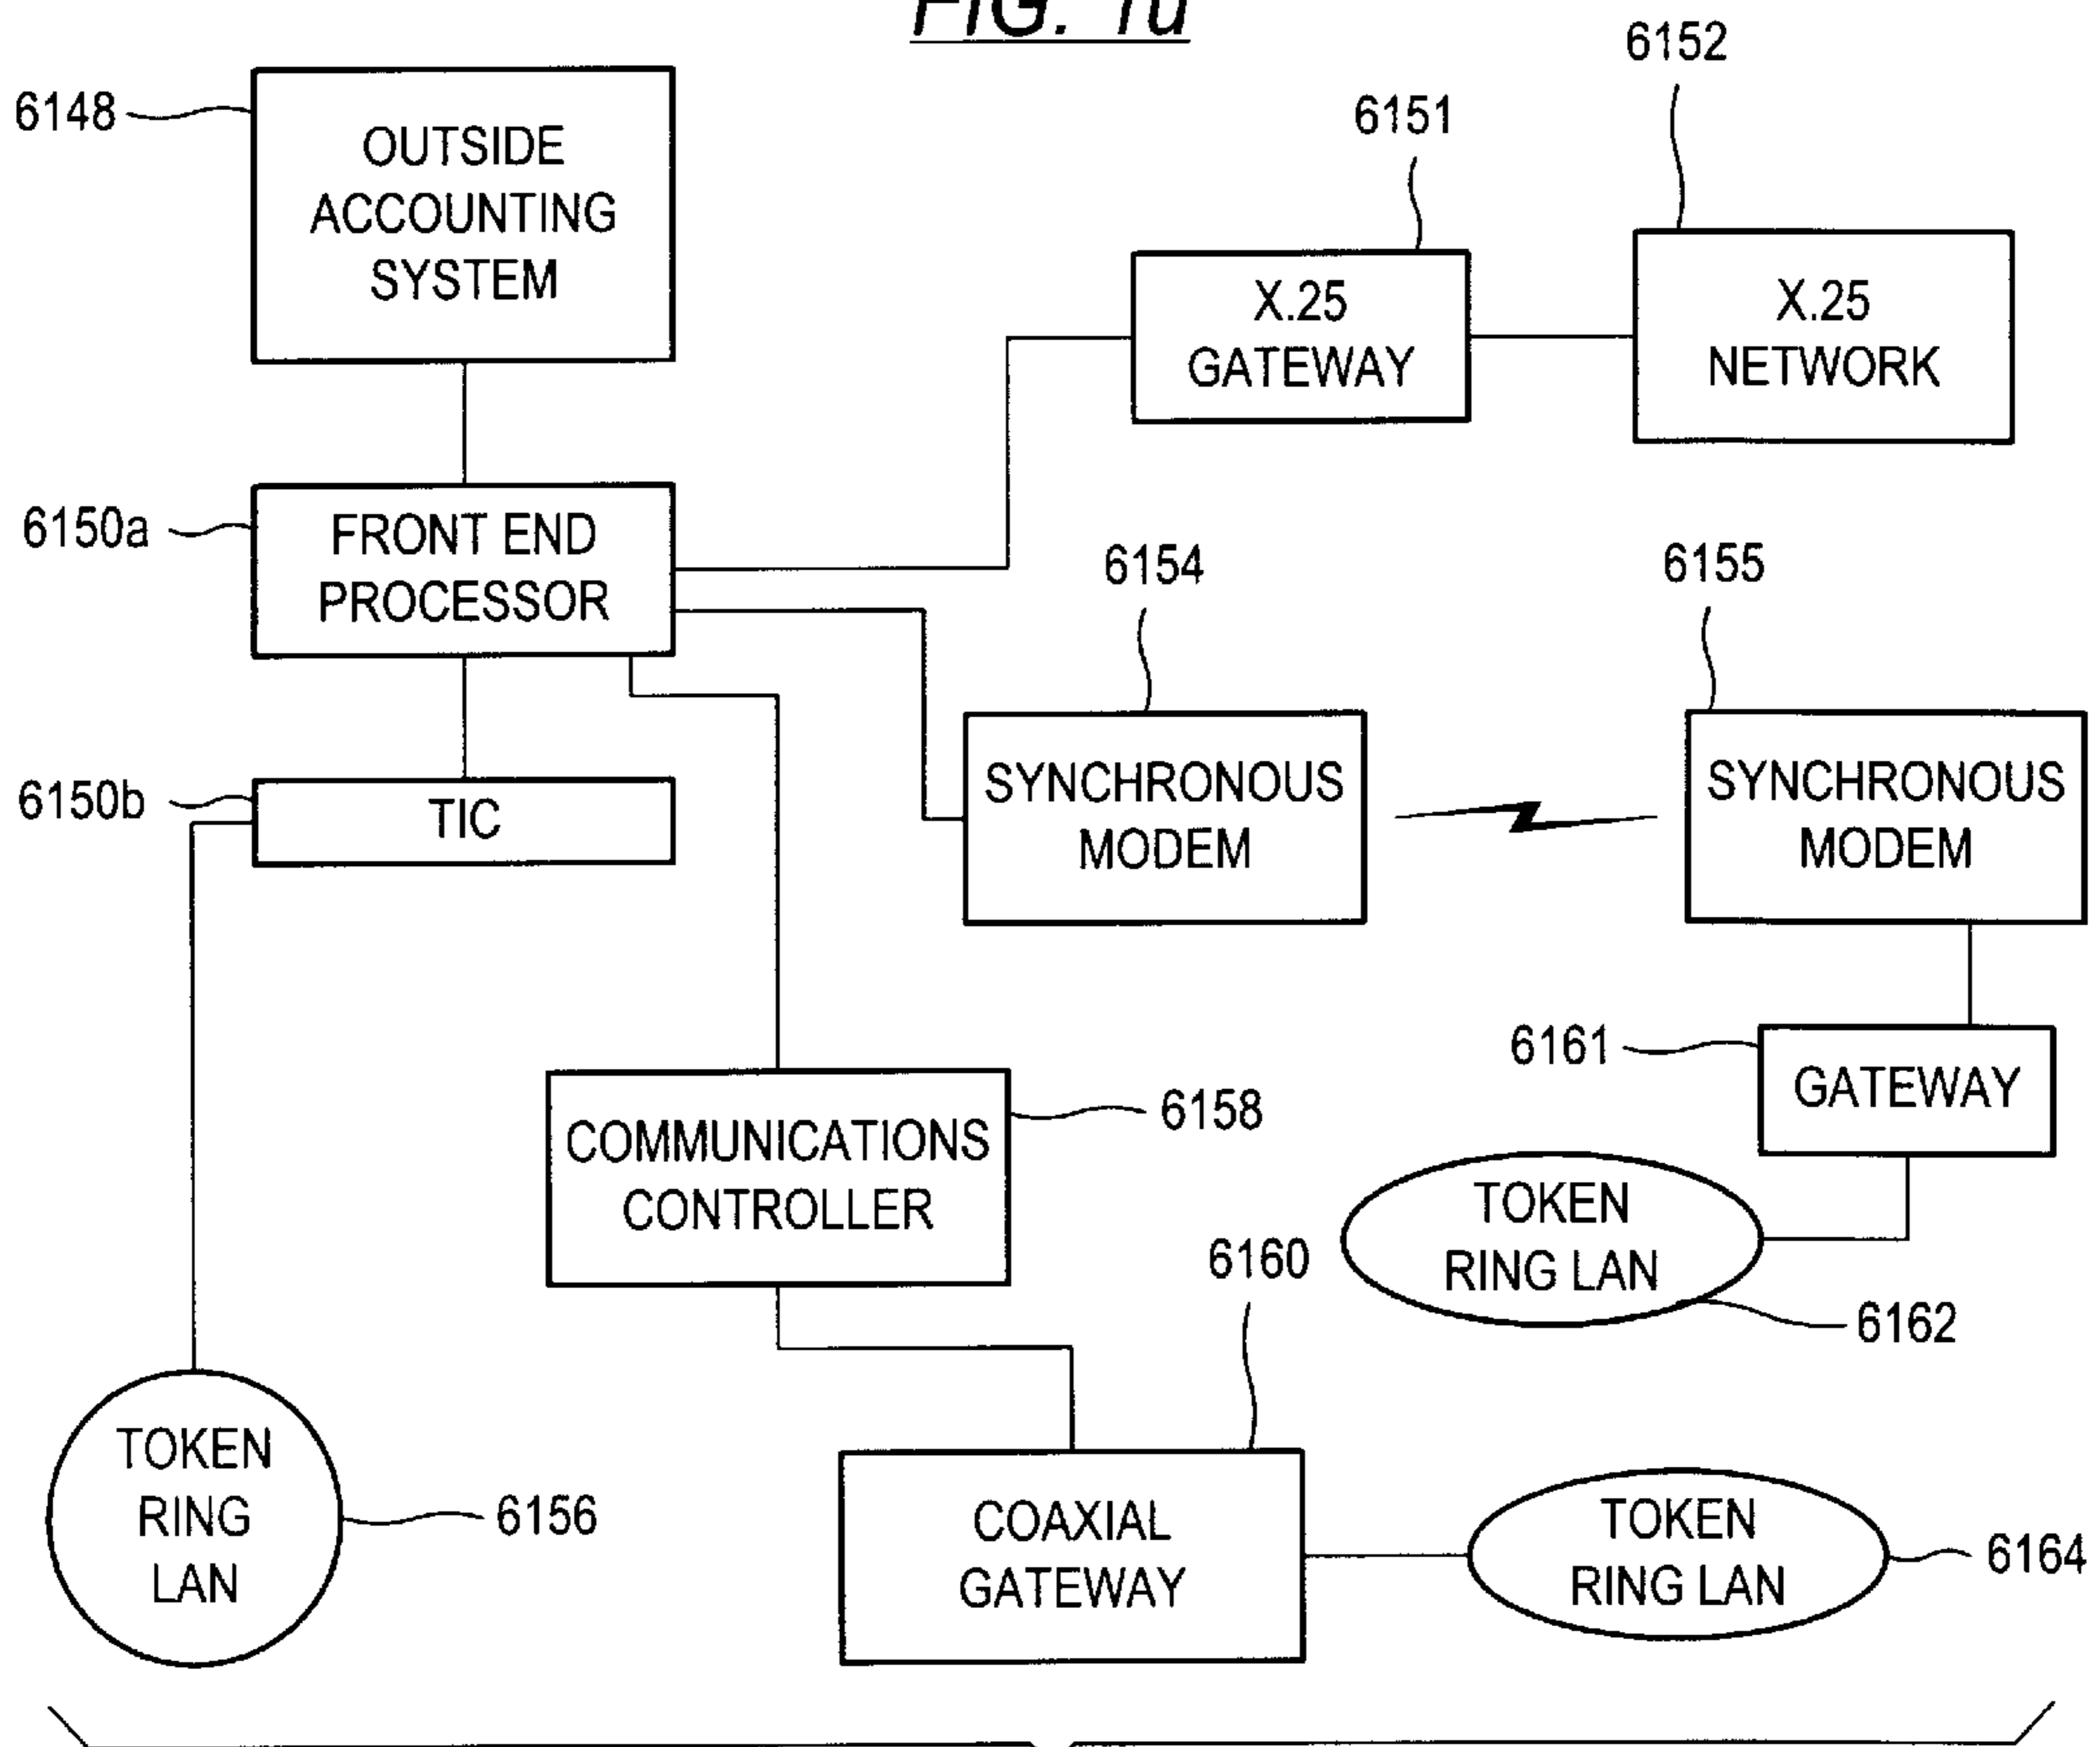 FIG.
6152
6151
6148
OUTSIDE
ACCOUNTING
SYSTEM
X.25
GATEWAY
X.25
NETWORK
6150a
FRONT END
PROCESSOR
6154
6155
6150b
TIC
SYNCHRONOUS
MODEM
SYNCHRONOUS
MODEM
6161
GATEWAY
COMMUNICATIONS
CONTROLLER
6158
TOKEN
RING LAN
6162
6160
TOKEN
RING
LAN
6156
COAXIAL
GATEWAY
TOKEN
RING LAN
6164